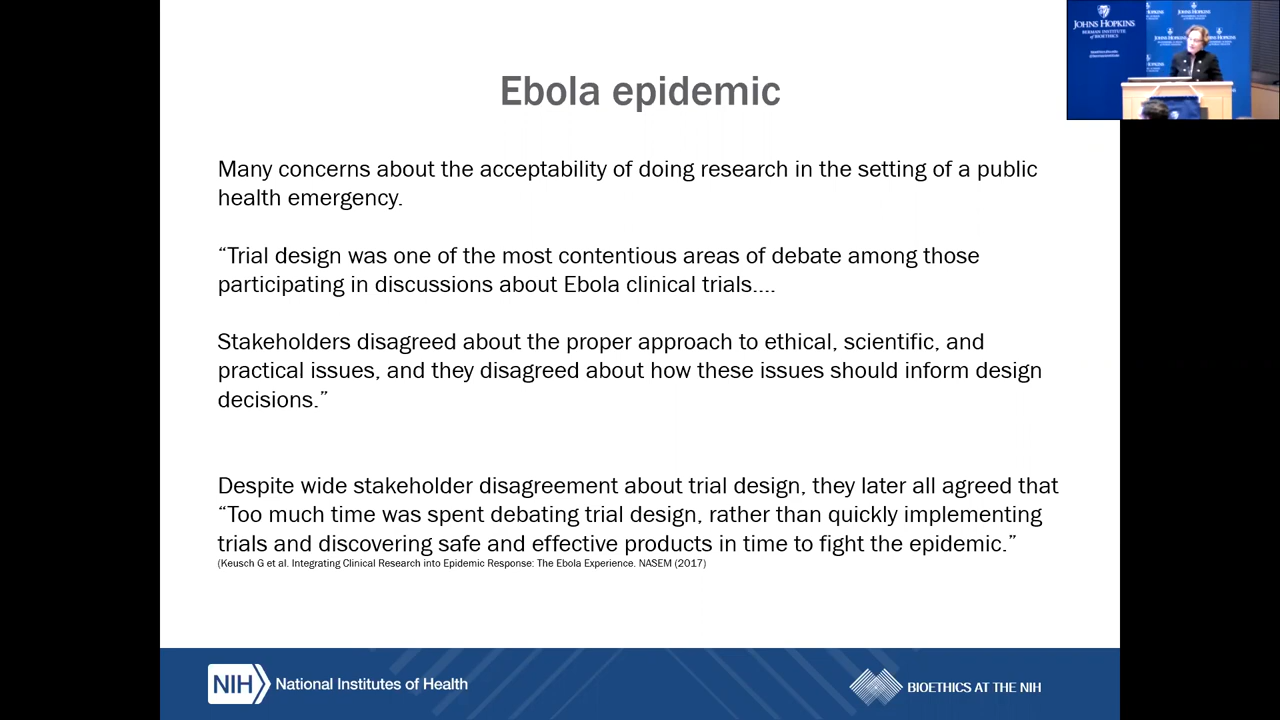 Ebola epidemic
Many concerns about the acceptability of doing research in the setting of a public
health emergency.
“Trial design was one of the most contentious areas of debate among those
participating in discussions about Ebola clinical trials....
Stakeholders disagreed about the proper approach to ethical, scientific, and
practical issues, and they disagreed about how these issues should inform design
decisions.”
Despite wide stakeholder disagreement about trial design, they later all agreed that
“Too much time was spent debating trial design, rather than quickly implementing
trials and discovering safe and effective products in time to fight the epidemic.”
(Keusch G et al. Integrating Clinical Research into Epidemic Response: The Ebola Experience. NASEM (2017)
NIH National Institutes of Health
BIOETHICS AT THE NIH
JOHNS HOPKINS
BERMAN INSTITUTE
of BIOETHICS
JOHNS HOPKINS